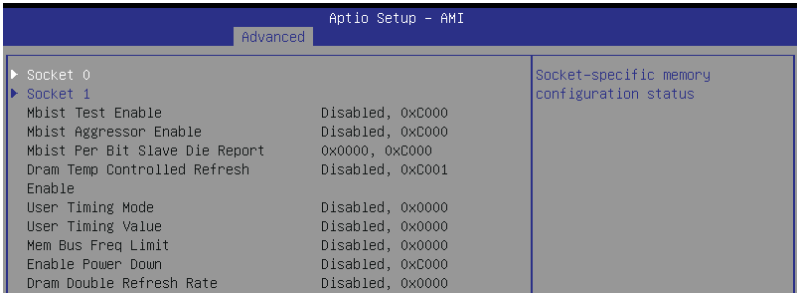 Aptio Setup – AMI
Advanced
Socket 0 Socket-specific memory
Socket 1 configuration status
Mbist Test Enable Disabled, 0xC000
Mbist Aggressor Enable Disabled, 0xC000
Mbist Per Bit Slave Die Report 0x0000, 0xC000
Dram Temp Controlled Refresh Disabled, 0xC001
Enable
User Timing Mode Disabled, 0x0000
User Timing Value Disabled, 0x0000
Mem Bus Freq Limit Disabled, 0x0000
Enable Power Down Disabled, 0xC000
Dram Double Refresh Rate Disabled, 0x0000